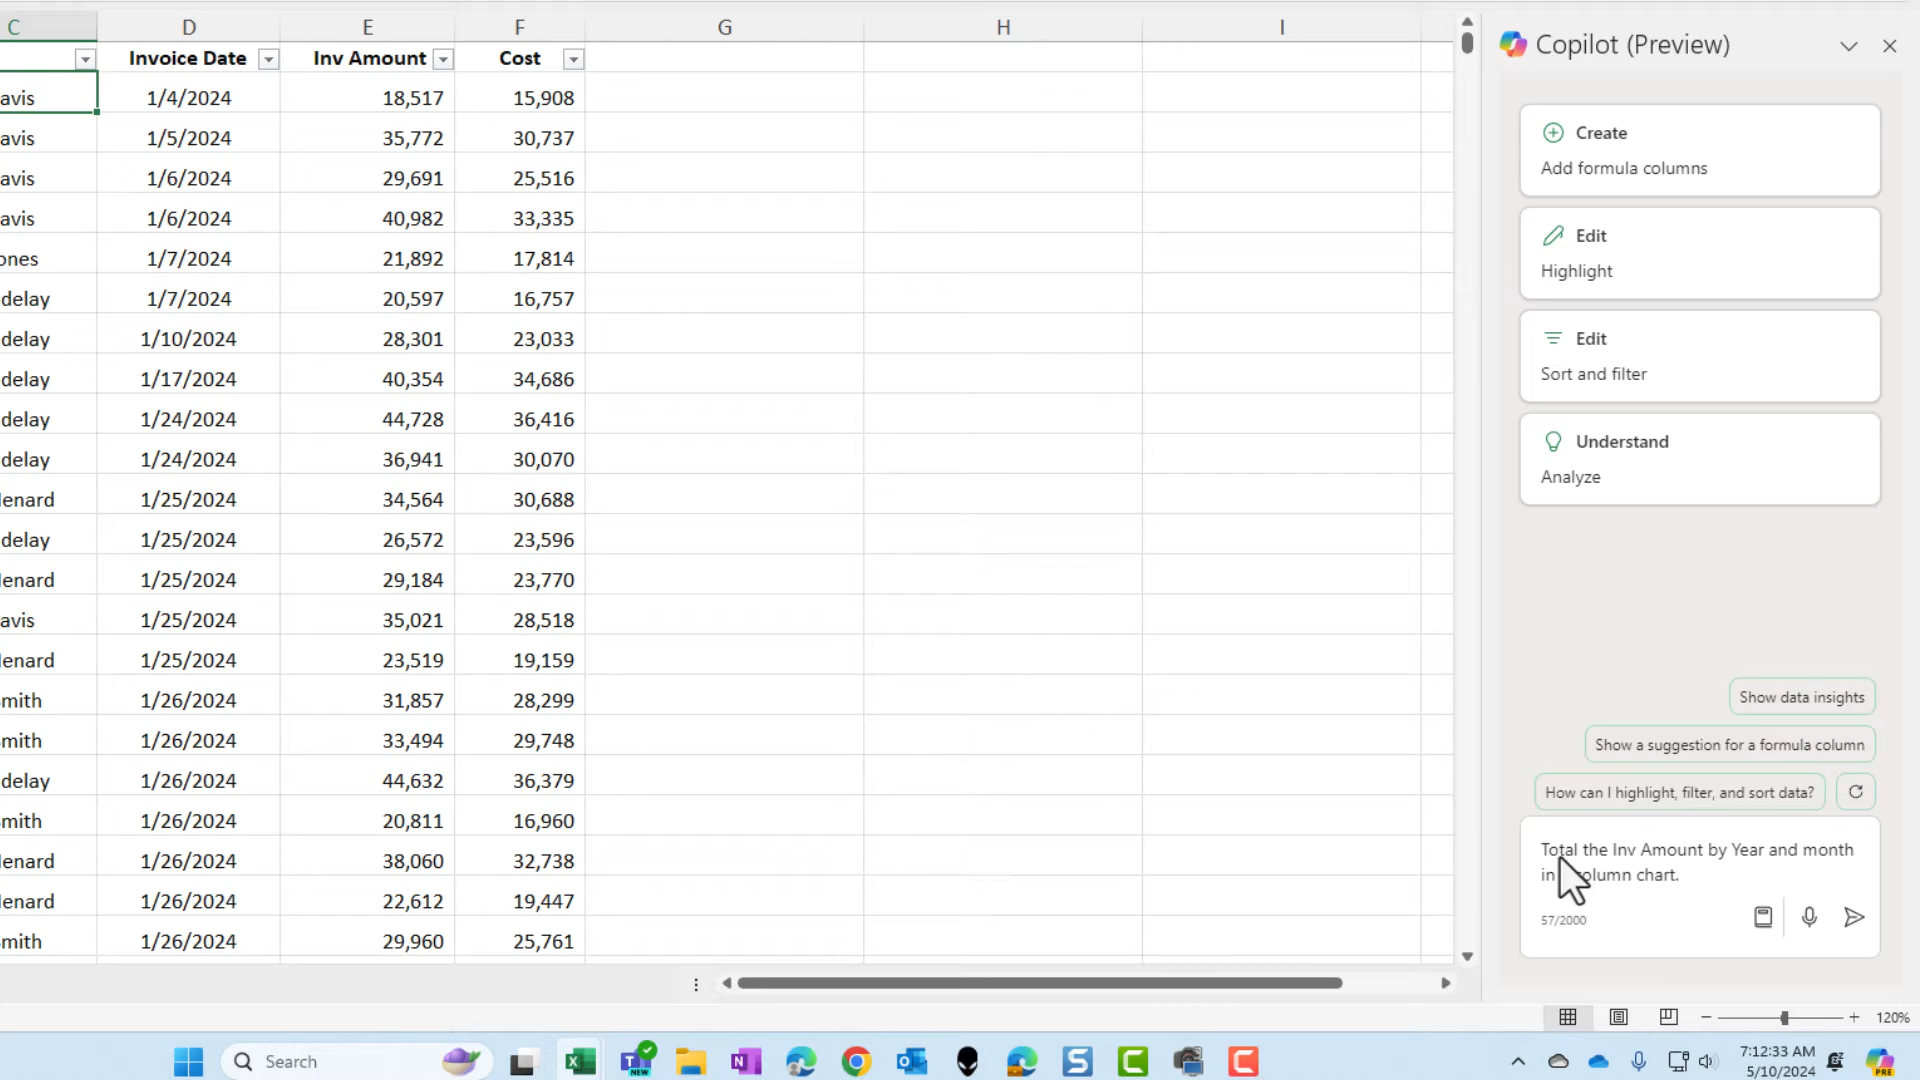 C D E F G H I
Invoice Date Inv Amount Cost
avis 1/4/2024 18,517 15,908
avis 1/5/2024 35,772 30,737
avis 1/6/2024 29,691 25,516
avis 1/6/2024 40,982 33,335
ones 1/7/2024 21,892 17,814
delay 1/7/2024 20,597 16,757
delay 1/10/2024 28,301 23,033
delay 1/17/2024 40,354 34,686
delay 1/24/2024 44,728 36,416
delay 1/24/2024 36,941 30,070
lenard 1/25/2024 34,564 30,688
delay 1/25/2024 26,572 23,596
lenard 1/25/2024 29,184 23,770
avis 1/25/2024 35,021 28,518
lenard 1/25/2024 23,519 19,159
mith 1/26/2024 31,857 28,299
mith 1/26/2024 33,494 29,748
delay 1/26/2024 44,632 36,379
mith 1/26/2024 20,811 16,960
lenard 1/26/2024 38,060 32,738
lenard 1/26/2024 22,612 19,447
mith 1/26/2024 29,960 25,761
Copilot (Preview)
Create
Add formula columns
Edit
Highlight
Edit
Sort and filter
Understand
Analyze
Show data insights
Show a suggestion for a formula column
How can I highlight, filter, and sort data?
Total the Inv Amount by Year and month
in column chart.
57/2000
120%
Search
NEW
7:12:33 AM
5/10/2024
PRE